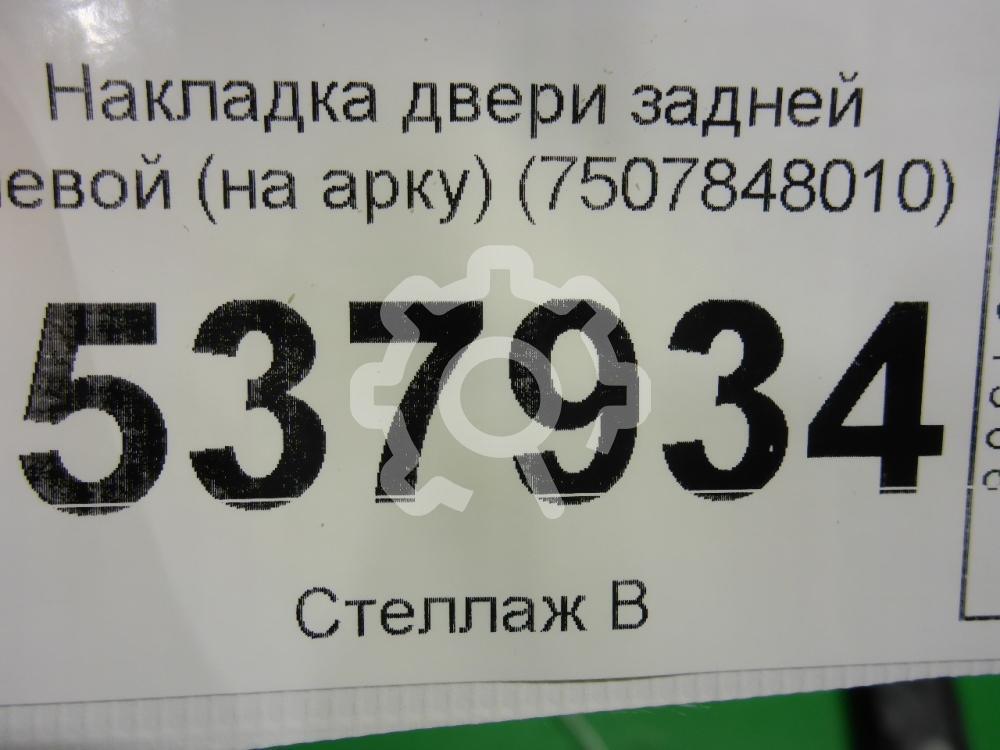 Накладка двери задней
левой (на арку) (7507848010)
537934
Стеллаж В